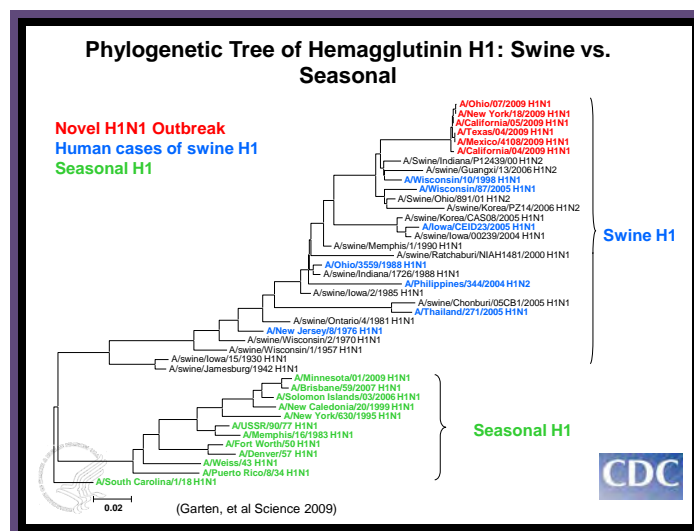 Phylogenetic Tree of Hemagglutinin H1: Swine vs.
Seasonal
Novel H1N1 Outbreak
Human cases of swine H1
Seasonal H1
A/Ohio/07/2009 H1N1
A/New York/18/2009 H1N1
A/California/05/2009 H1N1
A/Texas/04/2009 H1N1
A/Mexico/4108/2009 H1N1
A/California/04/2009 H1N1
A/Swine/Indiana/P12439/00 H1N2
A/swine/Guangxi/13/2006 H1N2
A/Wisconsin/10/1998 H1N1
A/Wisconsin/87/2005 H1N1
A/Swine/Ohio/891/01 H1N2
A/swine/Korea/PZ14/2006 H1N2
A/swine/Korea/CAS08/2005 H1N1
A/Iowa/CEID23/2005 H1N1
A/swine/Iowa/00239/2004 H1N1
A/swine/Memphis/1/1990 H1N1
A/swine/Ratchaburi/NIAH1481/2000 H1N1
A/Ohio/3559/1988 H1N1
A/swine/Indiana/1726/1988 H1N1
A/Philippines/344/2004 H1N2
A/swine/Iowa/2/1985 H1N1
A/swine/Chonburi/05CB1/2005 H1N1
A/Thailand/271/2005 H1N1
A/swine/Ontario/4/1981 H1N1
A/New Jersey/8/1976 H1N1
A/swine/Wisconsin/2/1970 H1N1
A/swine/Wisconsin/1/1957 H1N1
A/swine/Iowa/15/1930 H1N1
A/swine/Jamesburg/1942 H1N1
Swine H1
A/Minnesota/01/2009 H1N1
A/Brisbane/59/2007 H1N1
A/Solomon Islands/03/2006 H1N1
A/New Caledonia/20/1999 H1N1
A/New York/630/1995 H1N1
A/USSR/90/77 H1N1
A/Memphis/16/1983 H1N1
A/Fort Worth/50 H1N1
A/Denver/57 H1N1
A/Weiss/43 H1N1
A/Puerto Rico/8/34 H1N1
A/South Carolina/1/18 H1N1
Seasonal H1
0.02
(Garten, et al Science 2009)
CDC